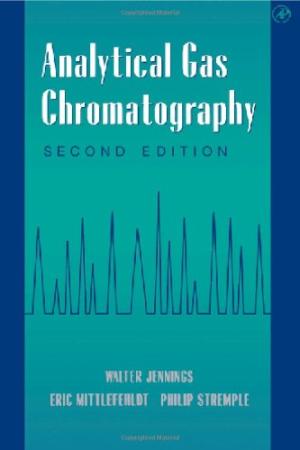 Analytical Gas
Chromatography
SECOND EDITION
WALTER JENNINGS
ERIC MITTLEFEHLDT PHILIP STREMPLE